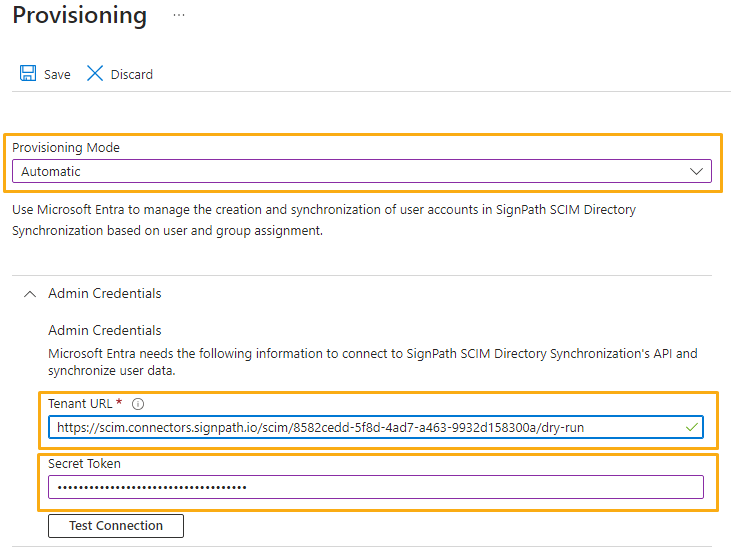 Provisioning ...
Save Discard
Provisioning Mode
Automatic
Use Microsoft Entra to manage the creation and synchronization of user accounts in SignPath SCIM Directory
Synchronization based on user and group assignment.
Admin Credentials
Admin Credentials
Microsoft Entra needs the following information to connect to SignPath SCIM Directory Synchronization's API and
synchronize user data.
Tenant URL *
https://scim.connectors.signpath.io/scim/8582cedd-5f8d-4ad7-a463-9932d158300a/dry-run
Secret Token
••••••••••••••••••••••••••••••••••••
Test Connection